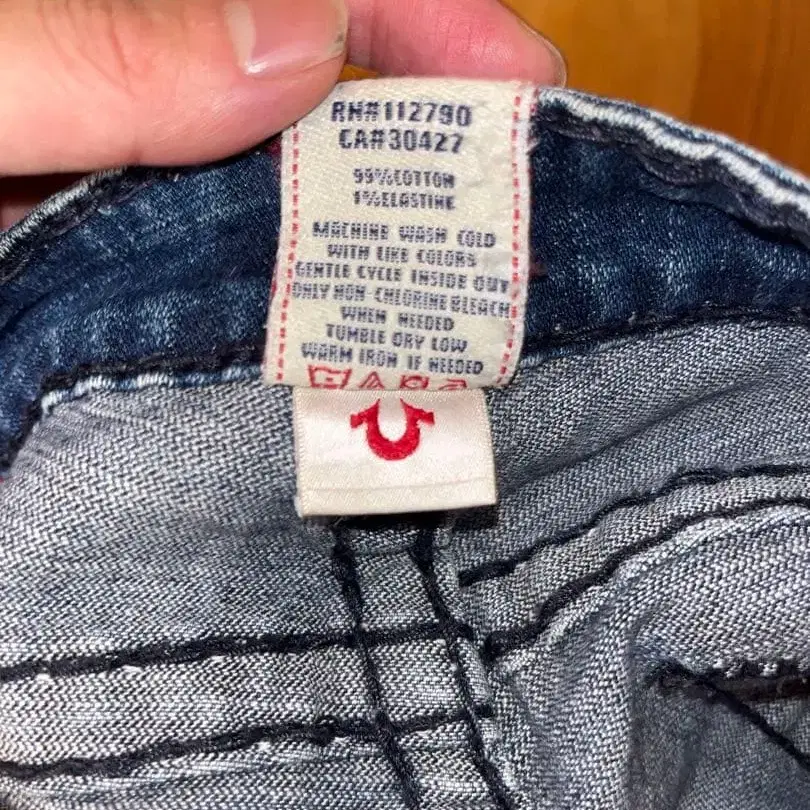 RN#112790
CA#30427
99%COTTON
1%ELASTINE
MACHINE WASH COLD
WITH LIKE COLORS
GENTLE CYCLE INSIDE OUT
ONLY NON-CHLORINE BLEACH
WHEN NEEDED
TUMBLE DRY LOW
WARM IRON IF NEEDED